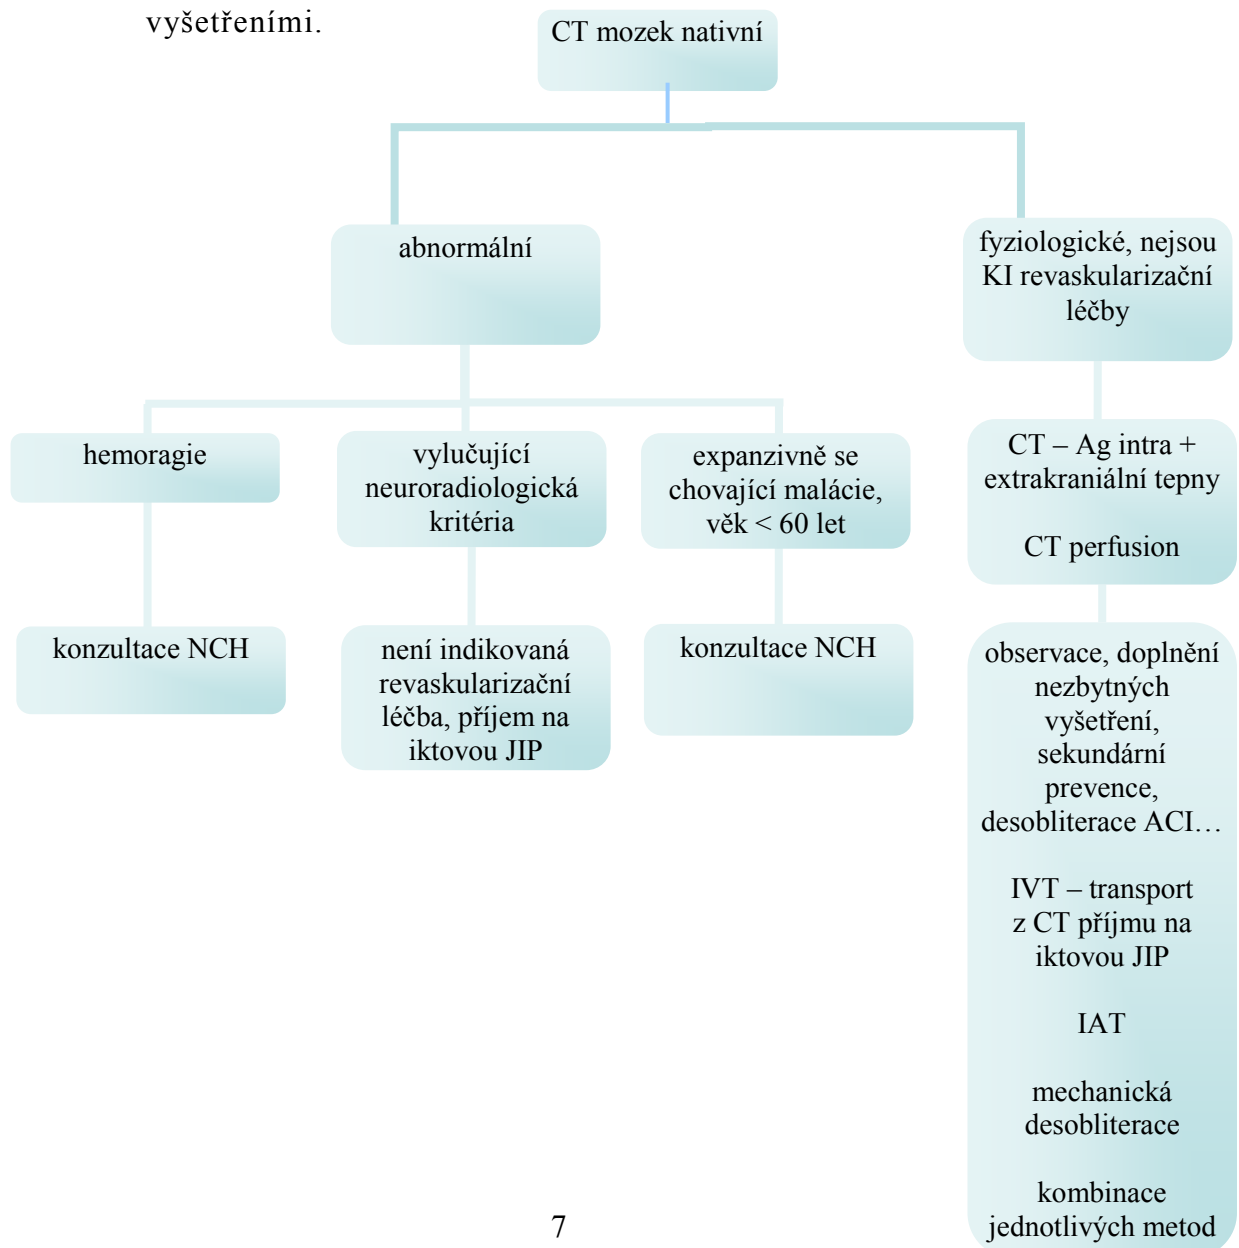 vyšetřeními.
CT mozek nativní
abnormální
fyziologické, nejsou
KI revaskularizační
léčby
hemoragie
vylučující
neuroradiologická
kritéria
expanzivně se
chovající malácie,
věk < 60 let
CT – Ag intra +
extrakraniální tepny
CT perfusion
konzultace NCH
není indikovaná
revaskularizační
léčba, příjem na
iktovou JIP
konzultace NCH
observace, doplnění
nezbytných
vyšetření,
sekundární
prevence,
desobliterace ACI…
IVT – transport
z CT příjmu na
iktovou JIP
IAT
mechanická
desobliterace
kombinace
jednotlivých metod
7